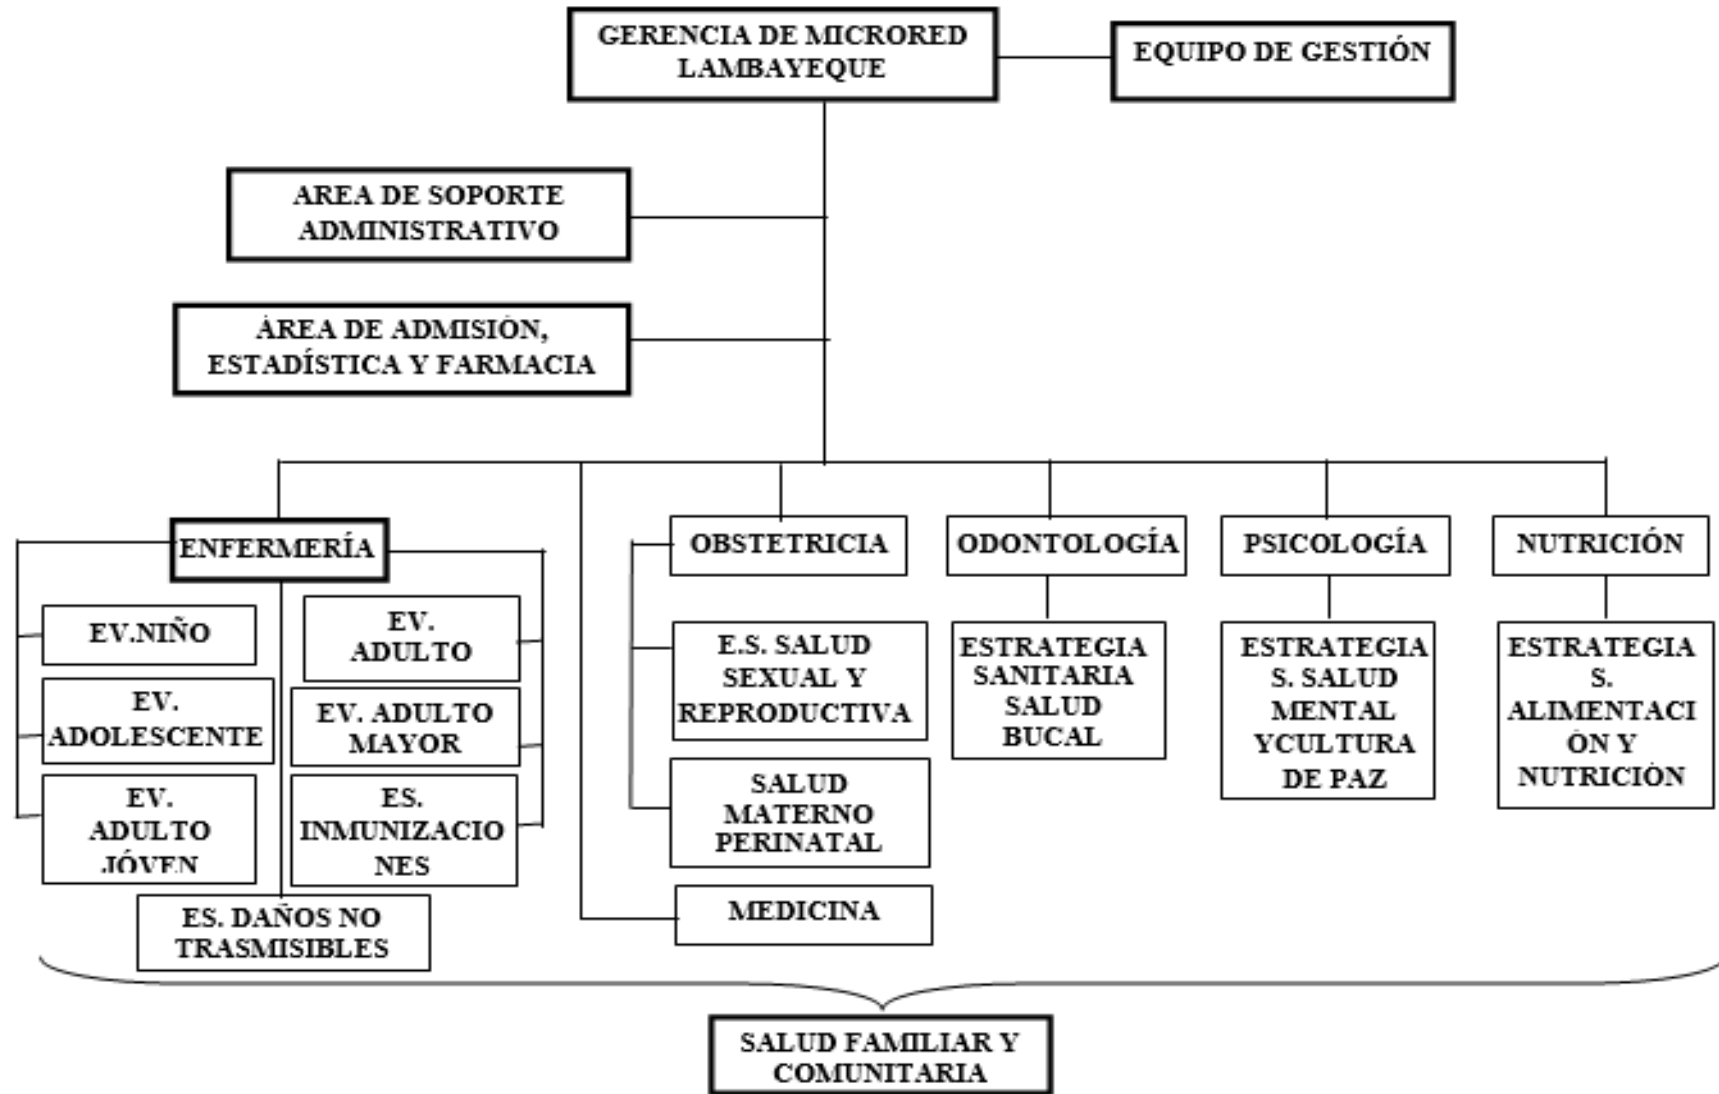 GERENCIA DE MICRORED
LAMBAYEQUE
EQUIPO DE GESTIÓN
AREA DE SOPORTE
ADMINISTRATIVO
ÁREA DE ADMISIÓN,
ESTADÍSTICA Y FARMACIA
ENFERMERÍA
OBSTETRICIA
ODONTOLOGÍA
PSICOLOGÍA
NUTRICIÓN
EV.NIÑO
EV.
ADOLESCENTE
EV.
ADULTO
JÓVEN
EV.
ADULTO
EV. ADULTO
MAYOR
ES.
INMUNIZACIO
NES
ES. DAÑOS NO
TRASMISIBLES
E.S. SALUD
SEXUAL Y
REPRODUCTIVA
SALUD
MATERNO
PERINATAL
MEDICINA
ESTRATEGIA
SANITARIA
SALUD
BUCAL
ESTRATEGIA
S. SALUD
MENTAL
YCULTURA
DE PAZ
ESTRATEGIA
S.
ALIMENTACI
ÓN Y
NUTRICIÓN
SALUD FAMILIAR Y
COMUNITARIA